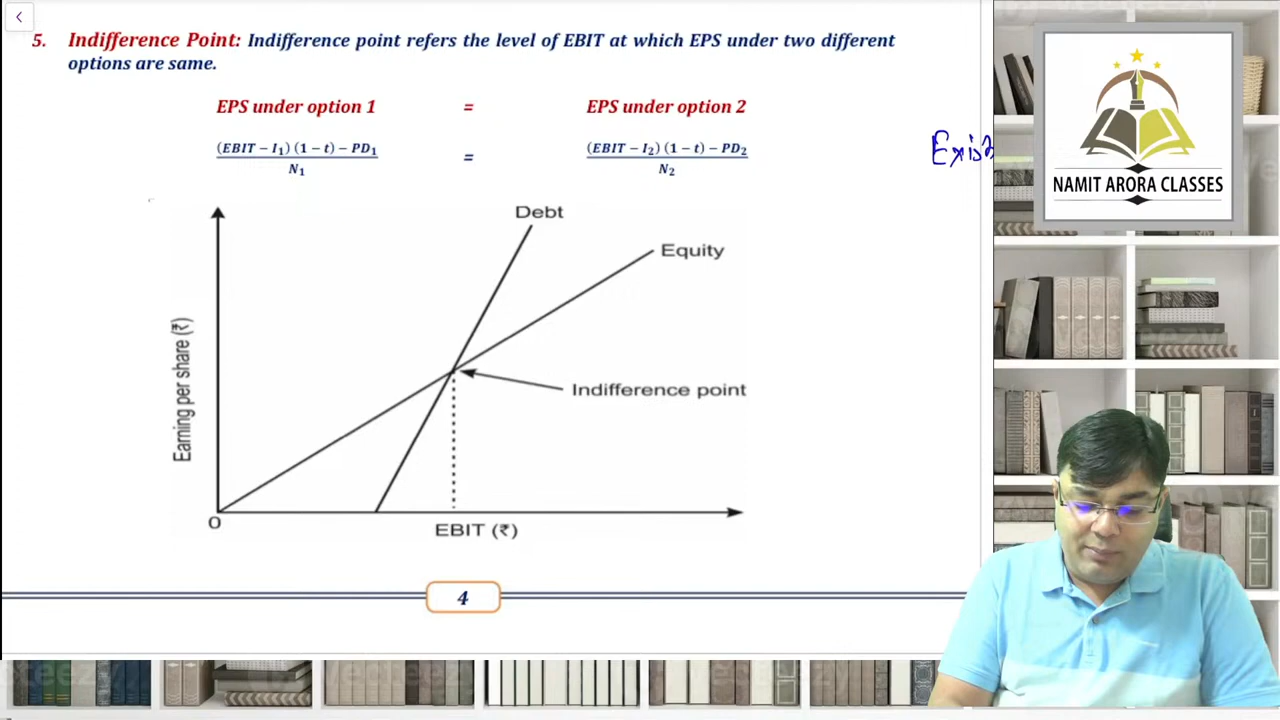 5. Indifference Point: Indifference point refers the level of EBIT at which EPS under two different
options are same.
EPS under option 1 = EPS under option 2
(EBIT − I₁) (1 − t) − PD₁ / N₁ = (EBIT − I₂) (1 − t) − PD₂ / N₂
Debt
Equity
Indifference point
Earning per share (₹)
O
EBIT (₹)
4
NAMIT ARORA CLASSES